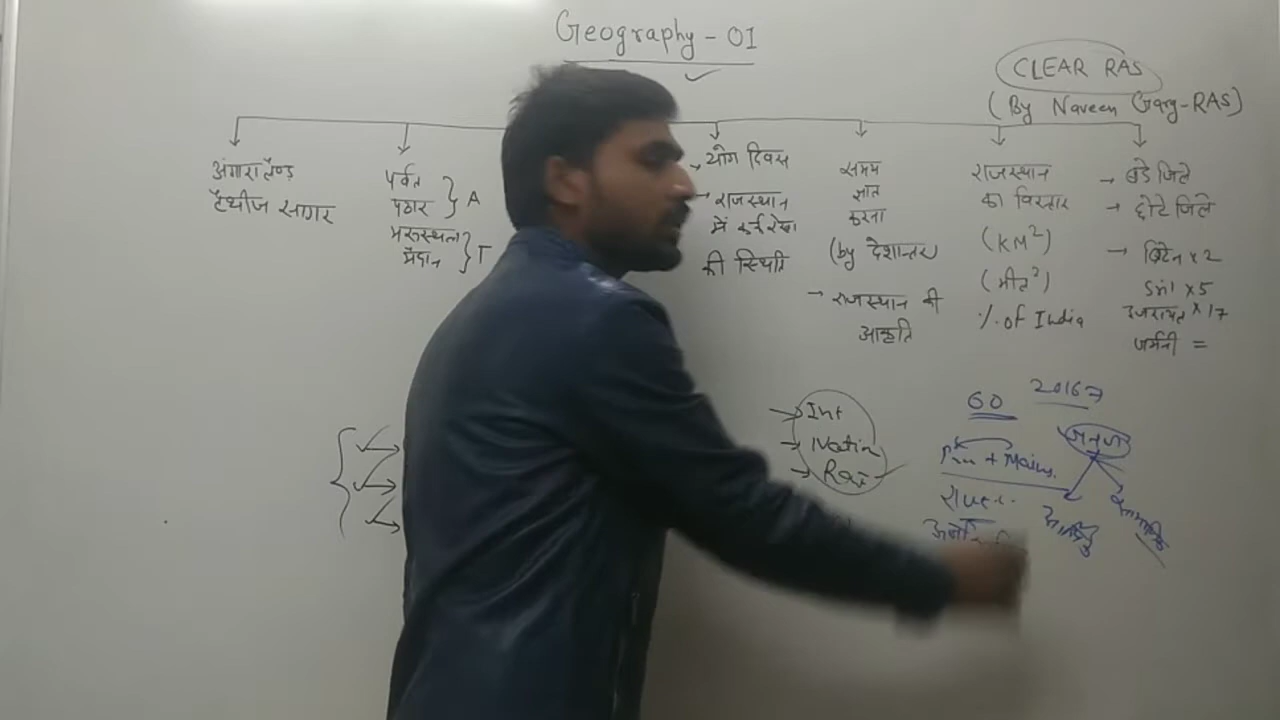 Geography - 01
CLEAR RAS
(By Naveen Garg-RAS)
अंगारालैण्ड
टैथीज सागर
पर्वत
पठार } A
मरुस्थल
मैदान } T
→ योग दिवस
→ राजस्थान
में कर्क रेखा
की स्थिति
समय
ज्ञात
करना
(by देशान्तर)
→ राजस्थान की
आकृति
राजस्थान
का विस्तार
(KM²)
(मील²)
% of India
→ बड़े जिले
→ छोटे जिले
→ ब्रिटेन x 2
x 5
इजरायल x 17
जर्मनी =
→ Int
→ Nation
→ Raj
60
2016 →
Pre + Mains.